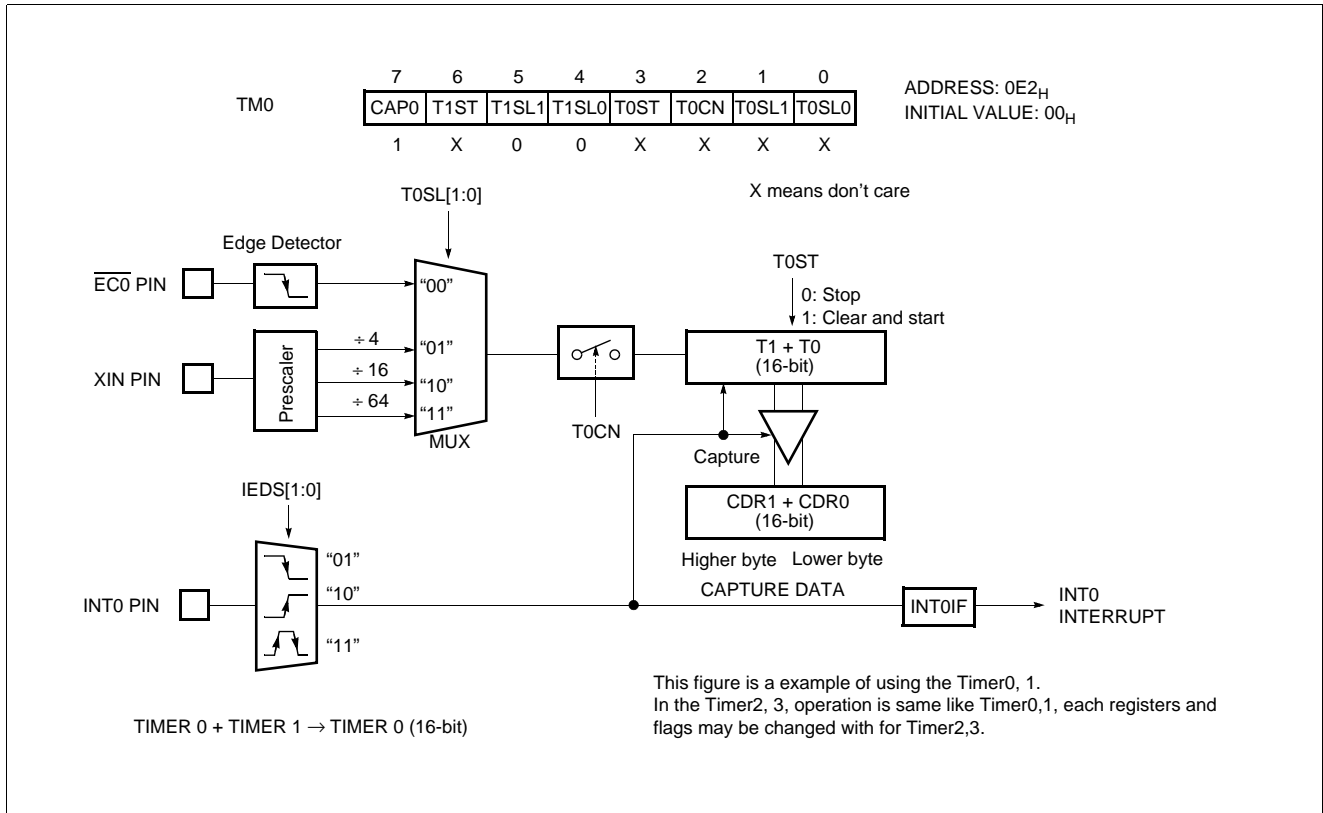 7 6 5 4 3 2 1 0
TM0 CAP0 T1ST T1SL1 T1SL0 T0ST T0CN T0SL1 T0SL0
1 X 0 0 X X X X
ADDRESS: 0E2H
INITIAL VALUE: 00H
X means don't care
T0SL[1:0]
Edge Detector
EC0 PIN
"00"
XIN PIN
Prescaler
÷ 4
"01"
÷ 16
"10"
÷ 64
"11"
MUX
T0CN
T0ST
0: Stop
1: Clear and start
T1 + T0
(16-bit)
Capture
CDR1 + CDR0
(16-bit)
Higher byte Lower byte
CAPTURE DATA
IEDS[1:0]
INT0 PIN
"01"
"10"
"11"
INT0IF
INT0
INTERRUPT
TIMER 0 + TIMER 1 → TIMER 0 (16-bit)
This figure is a example of using the Timer0, 1.
In the Timer2, 3, operation is same like Timer0,1, each registers and
flags may be changed with for Timer2,3.